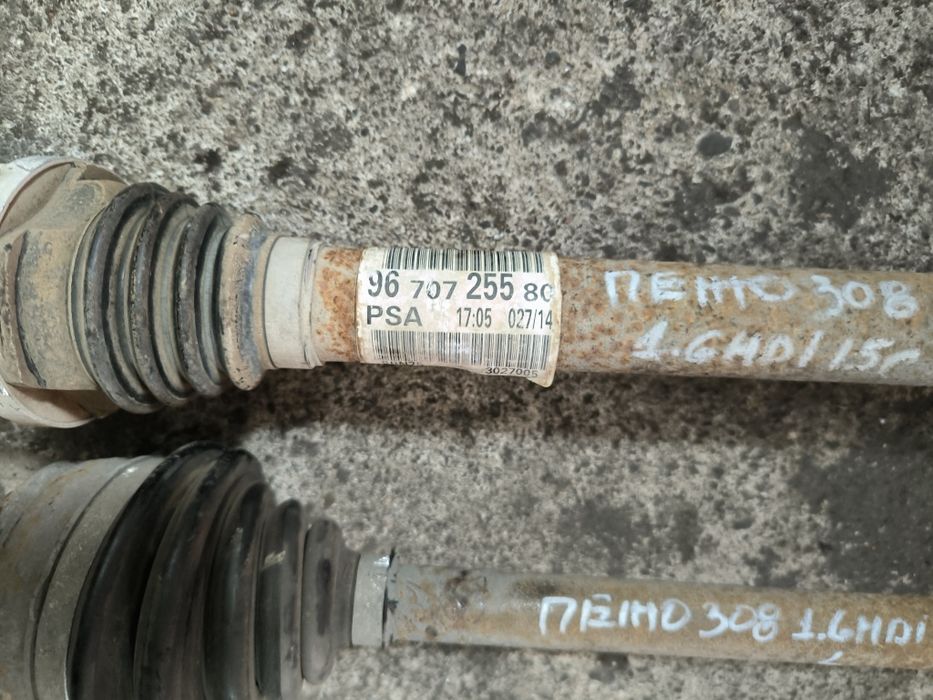 96 707 255 80
PSA 17:05 027/14
3027005
ПЕЖО 308
1.6HDI 15г
ПЕЖО 308 1.6HDI